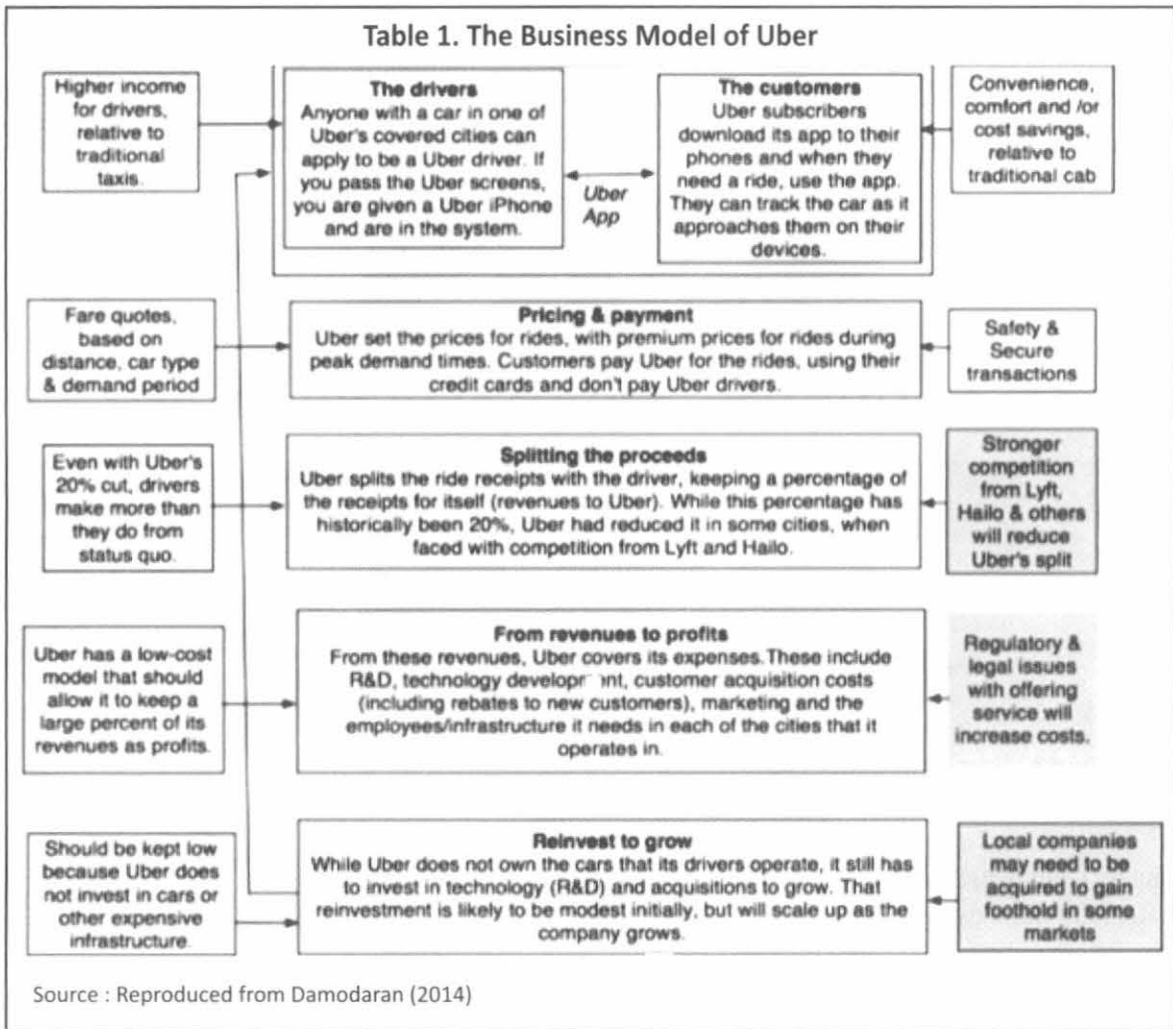 Table 1. The Business Model of Uber
Higher income
for drivers,
relative to
traditional
taxis.
The drivers
Anyone with a car in one of
Uber's covered cities can
apply to be a Uber driver. If
you pass the Uber screens,
you are given a Uber iPhone
and are in the system.
Uber
App
The customers
Uber subscribers
download its app to their
phones and when they
need a ride, use the app.
They can track the car as it
approaches them on their
devices.
Convenience,
comfort and /or
cost savings,
relative to
traditional cab
Fare quotes,
based on
distance, car type
& demand period
Pricing & payment
Uber set the prices for rides, with premium prices for rides during
peak demand times. Customers pay Uber for the rides, using their
credit cards and don't pay Uber drivers.
Safety &
Secure
transactions
Even with Uber's
20% cut, drivers
make more than
they do from
status quo.
Splitting the proceeds
Uber splits the ride receipts with the driver, keeping a percentage of
the receipts for itself (revenues to Uber). While this percentage has
historically been 20%, Uber had reduced it in some cities, when
faced with competition from Lyft and Hailo.
Stronger
competition
from Lyft,
Hailo & others
will reduce
Uber's split
Uber has a low-cost
model that should
allow it to keep a
large percent of its
revenues as profits.
From revenues to profits
From these revenues, Uber covers its expenses.These include
R&D, technology, customer acquisition costs
(including rebates to new customers), marketing and the
employees/infrastructure it needs in each of the cities that it
operates in.
Regulatory &
legal issues
with offering
service will
increase costs.
Should be kept low
because Uber does
not invest in cars or
other expensive
infrastructure.
Reinvest to grow
While Uber does not own the cars that its drivers operate, it still has
to invest in technology (R&D) and acquisitions to grow. That
reinvestment is likely to be modest initially, but will scale up as the
company grows.
Local companies
may need to be
acquired to gain
foothold in some
markets
Source : Reproduced from Damodaran (2014)